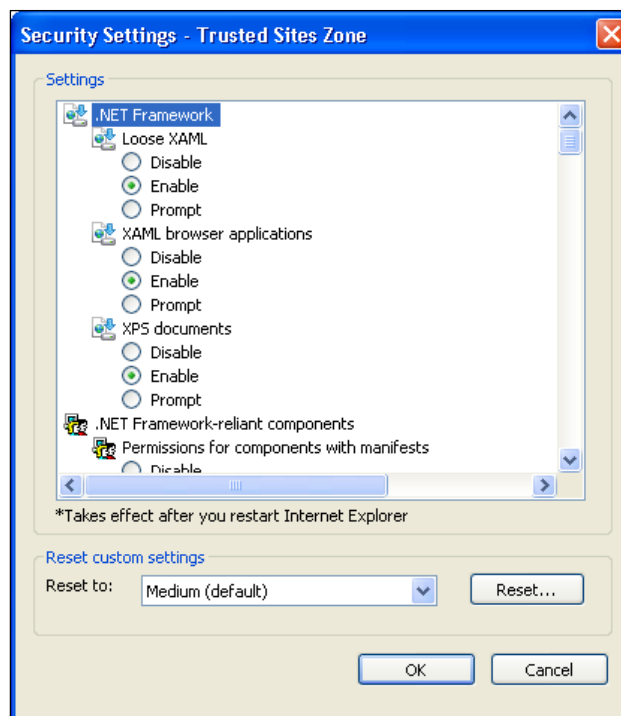 Security Settings - Trusted Sites Zone
Settings
.NET Framework
Loose XAML
Disable
Enable
Prompt
XAML browser applications
Disable
Enable
Prompt
XPS documents
Disable
Enable
Prompt
.NET Framework-reliant components
Permissions for components with manifests
Disable
*Takes effect after you restart Internet Explorer
Reset custom settings
Reset to: Medium (default) Reset...
OK Cancel